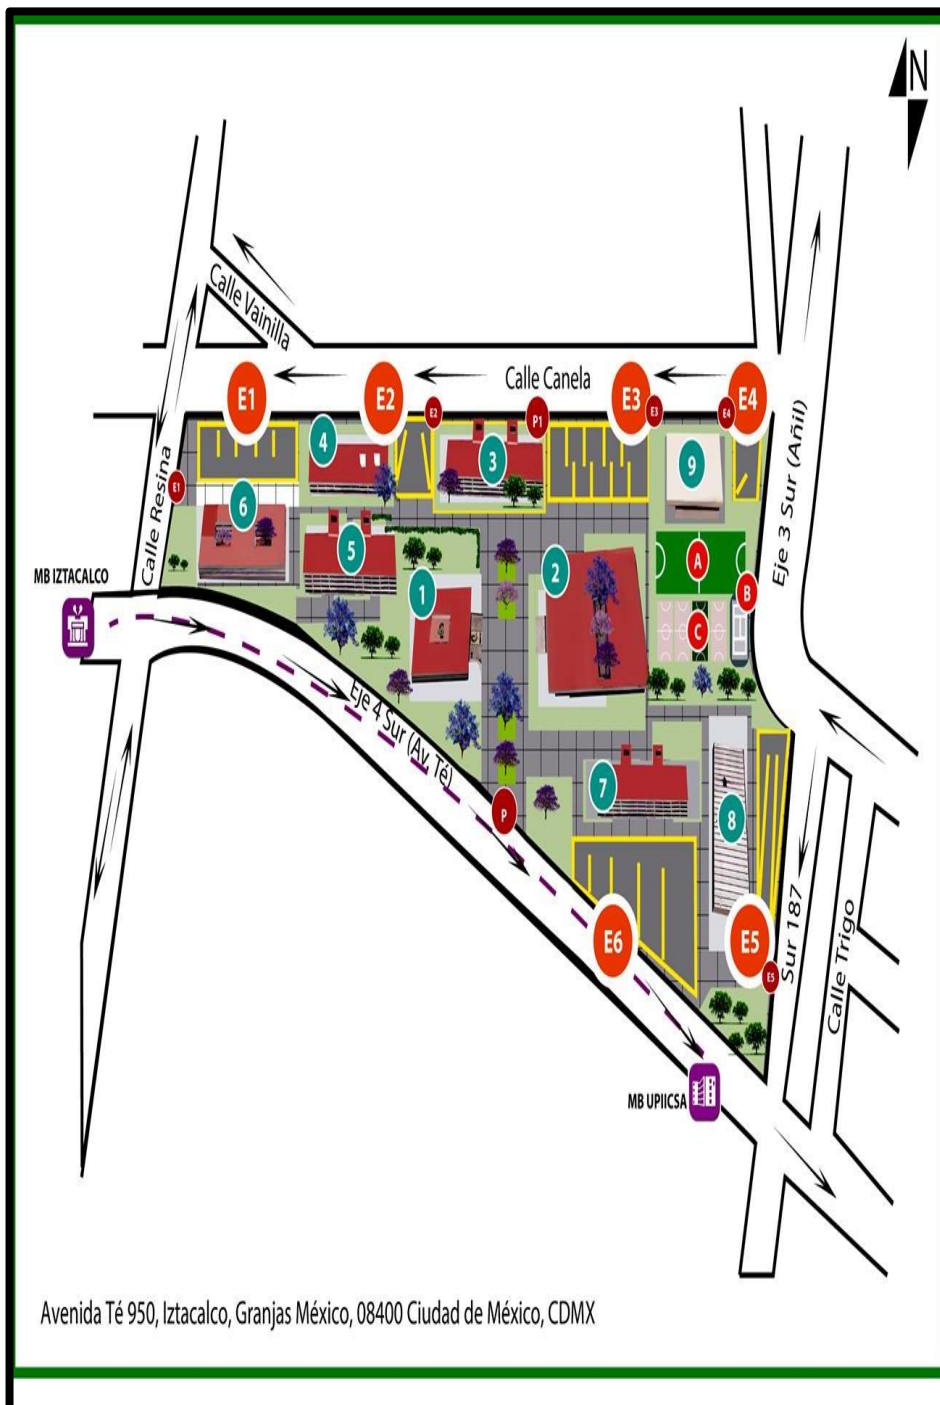 N
Calle Vainilla
Calle Canela
E1
E2
E3
E4
E2
P1
E3
E4
4
3
9
E1
6
5
Calle Resina
Eje 3 Sur (Añil)
MB IZTACALCO
1
2
A
B
C
Eje 4 Sur (Av. Té)
7
8
P
E6
E5
E5
Sur 187
Calle Trigo
MB UPIICSA
Avenida Té 950, Iztacalco, Granjas México, 08400 Ciudad de México, CDMX